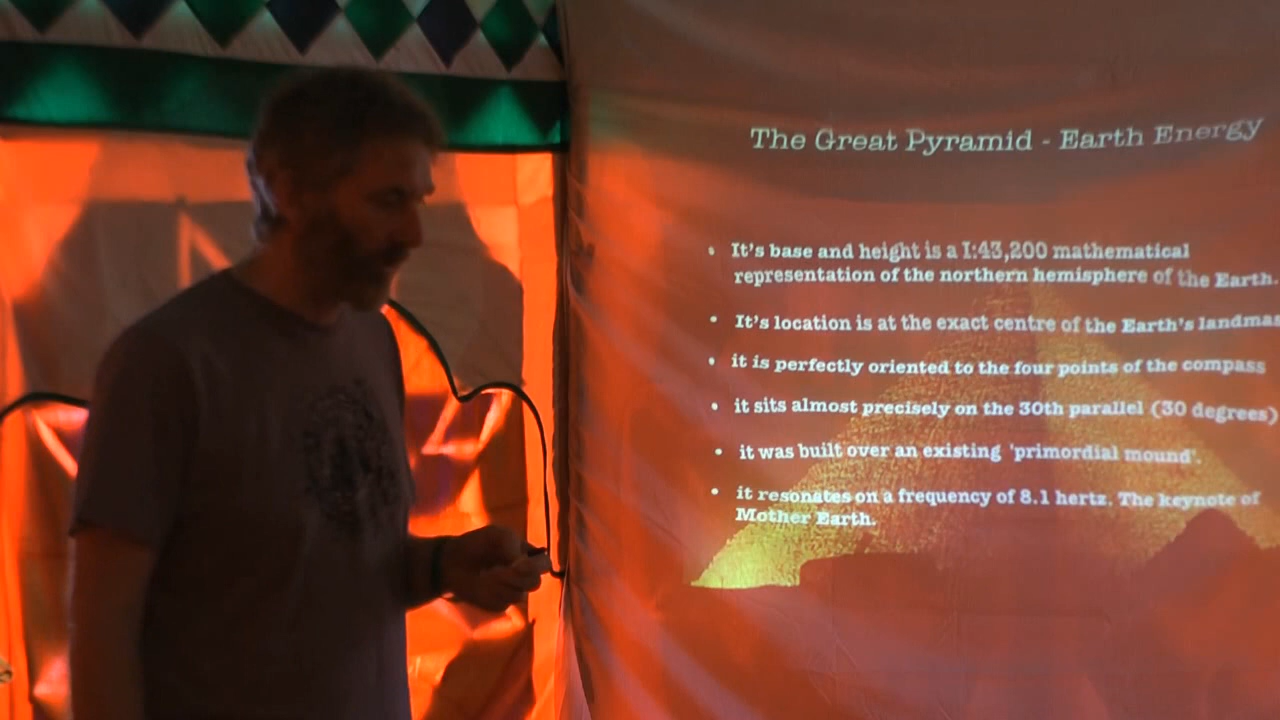 The Great Pyramid - Earth Energy
• It's base and height is a 1:43,200 mathematical
representation of the northern hemisphere of the Earth.
• It's location is at the exact centre of the Earth's landmas
• it is perfectly oriented to the four points of the compass
• it sits almost precisely on the 30th parallel (30 degrees)
• it was built over an existing 'primordial mound'.
• it resonates on a frequency of 8.1 hertz. The keynote of
Mother Earth.